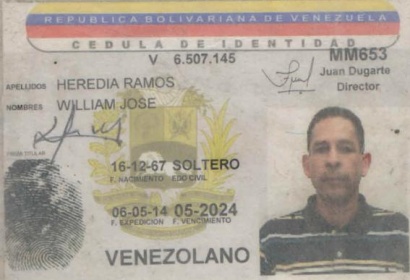 REPUBLICA BOLIVARIANA DE VENEZUELA
CEDULA DE IDENTIDAD
V 6.507.145
MM653
Juan Dugarte
Director
APELLIDOS HEREDIA RAMOS
NOMBRES WILLIAM JOSE
FIRMA TITULAR
16-12-67 SOLTERO
F. NACIMIENTO EDO CIVIL
06-05-14 05-2024
F. EXPEDICION F. VENCIMIENTO
VENEZOLANO